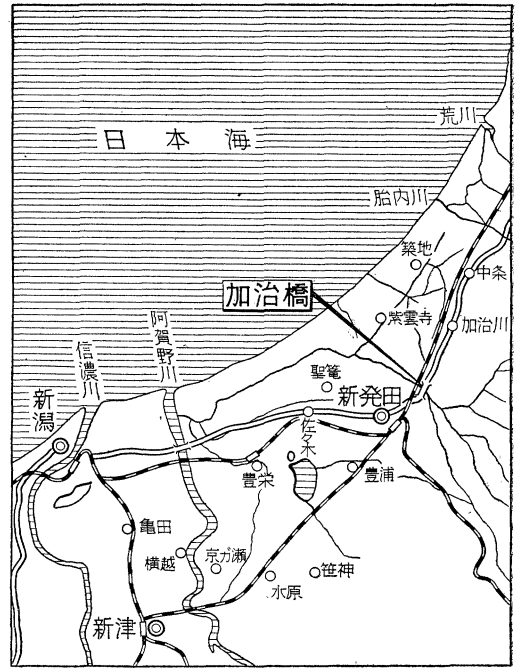 日本海
荒川
胎内川
築地
中条
加治橋
紫雲寺
加治川
阿賀野川
信濃川
聖篭
新発田
新潟
佐々木
豊栄
豊浦
亀田
横越
京ガ瀬
笹神
水原
新津